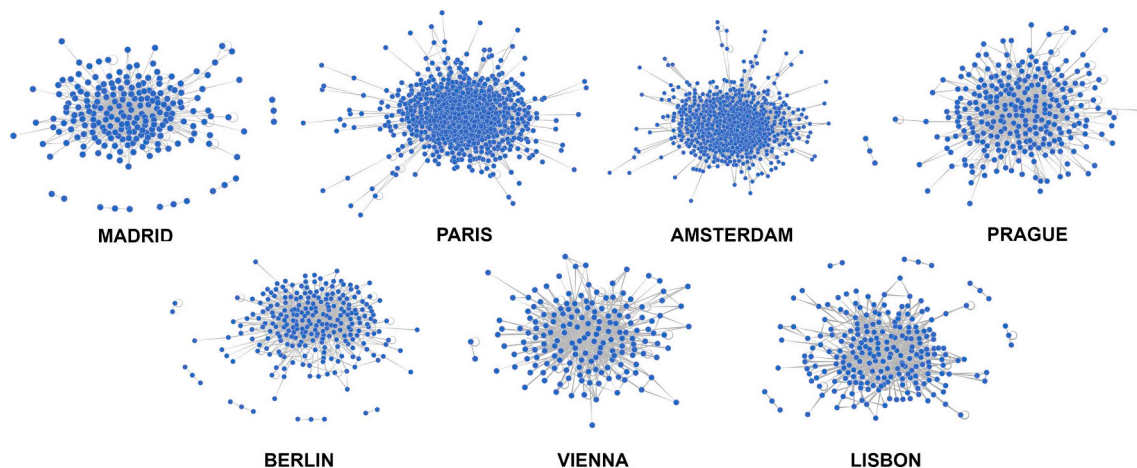 MADRID
PARIS
AMSTERDAM
PRAGUE
BERLIN
VIENNA
LISBON